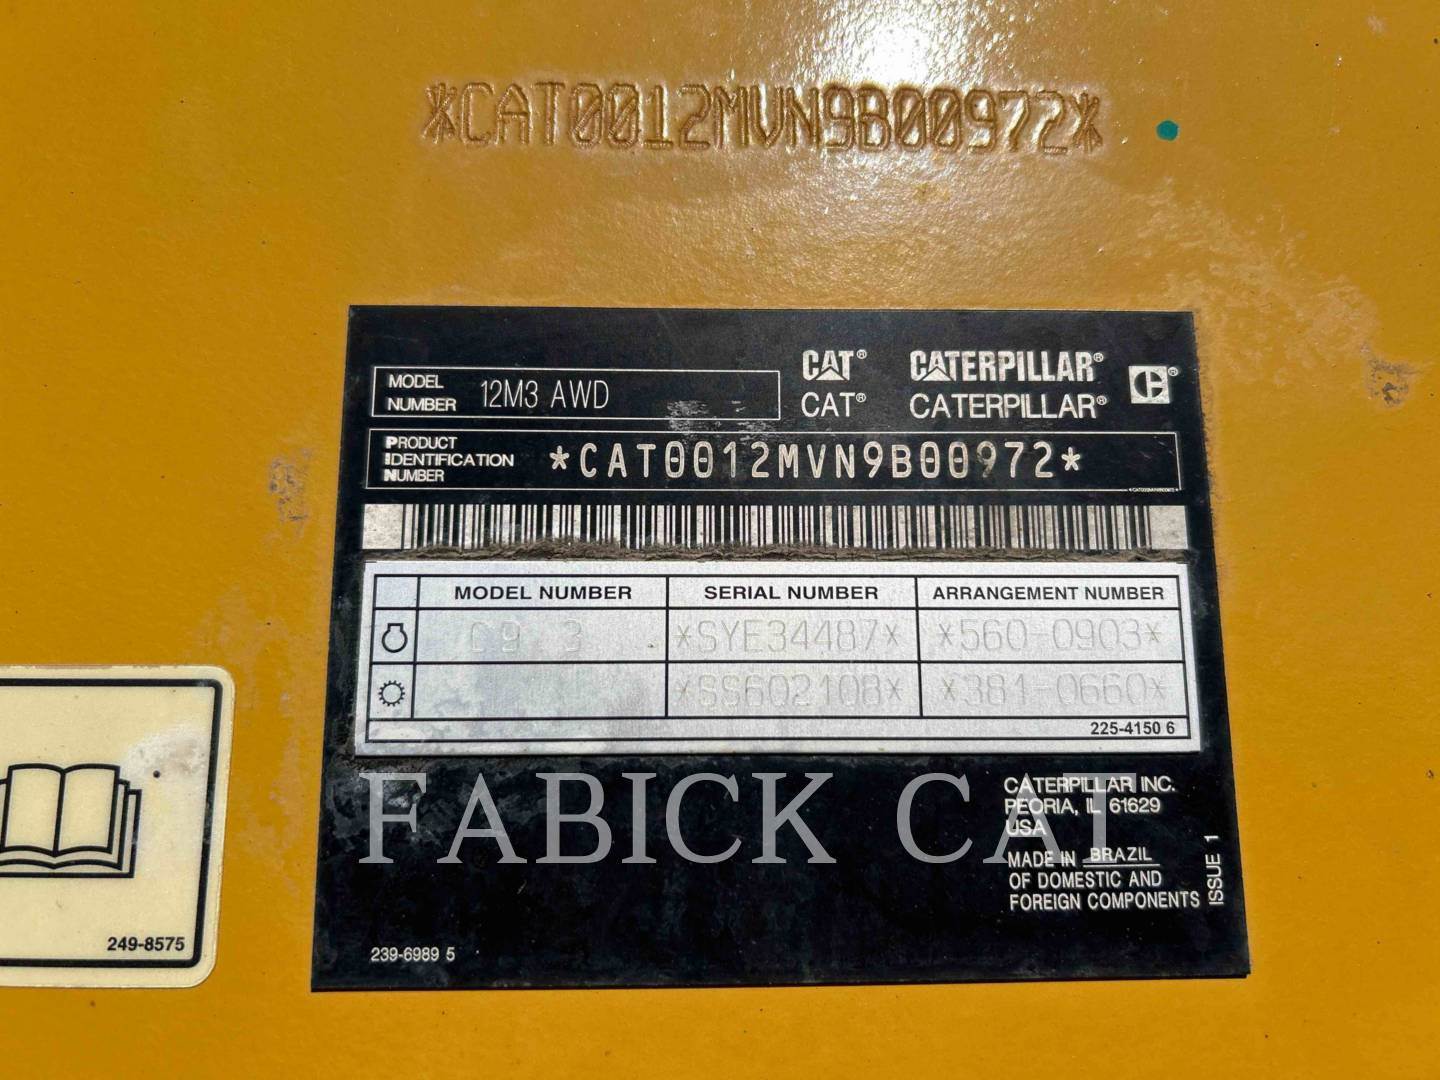 *CAT0012MVN9B00972*
MODEL NUMBER 12M3 AWD
CAT® CATERPILLAR®
CAT® CATERPILLAR®
PRODUCT IDENTIFICATION NUMBER *CAT0012MVN9B00972*
MODEL NUMBER SERIAL NUMBER ARRANGEMENT NUMBER
C9 3 *SYE34487* *560-0903*
*SS602108* *381-0660*
225-4150 6
FABICK CAT
CATERPILLAR INC.
PEORIA, IL 61629
USA
MADE IN BRAZIL
OF DOMESTIC AND
FOREIGN COMPONENTS
ISSUE 1
239-6989 5
249-8575